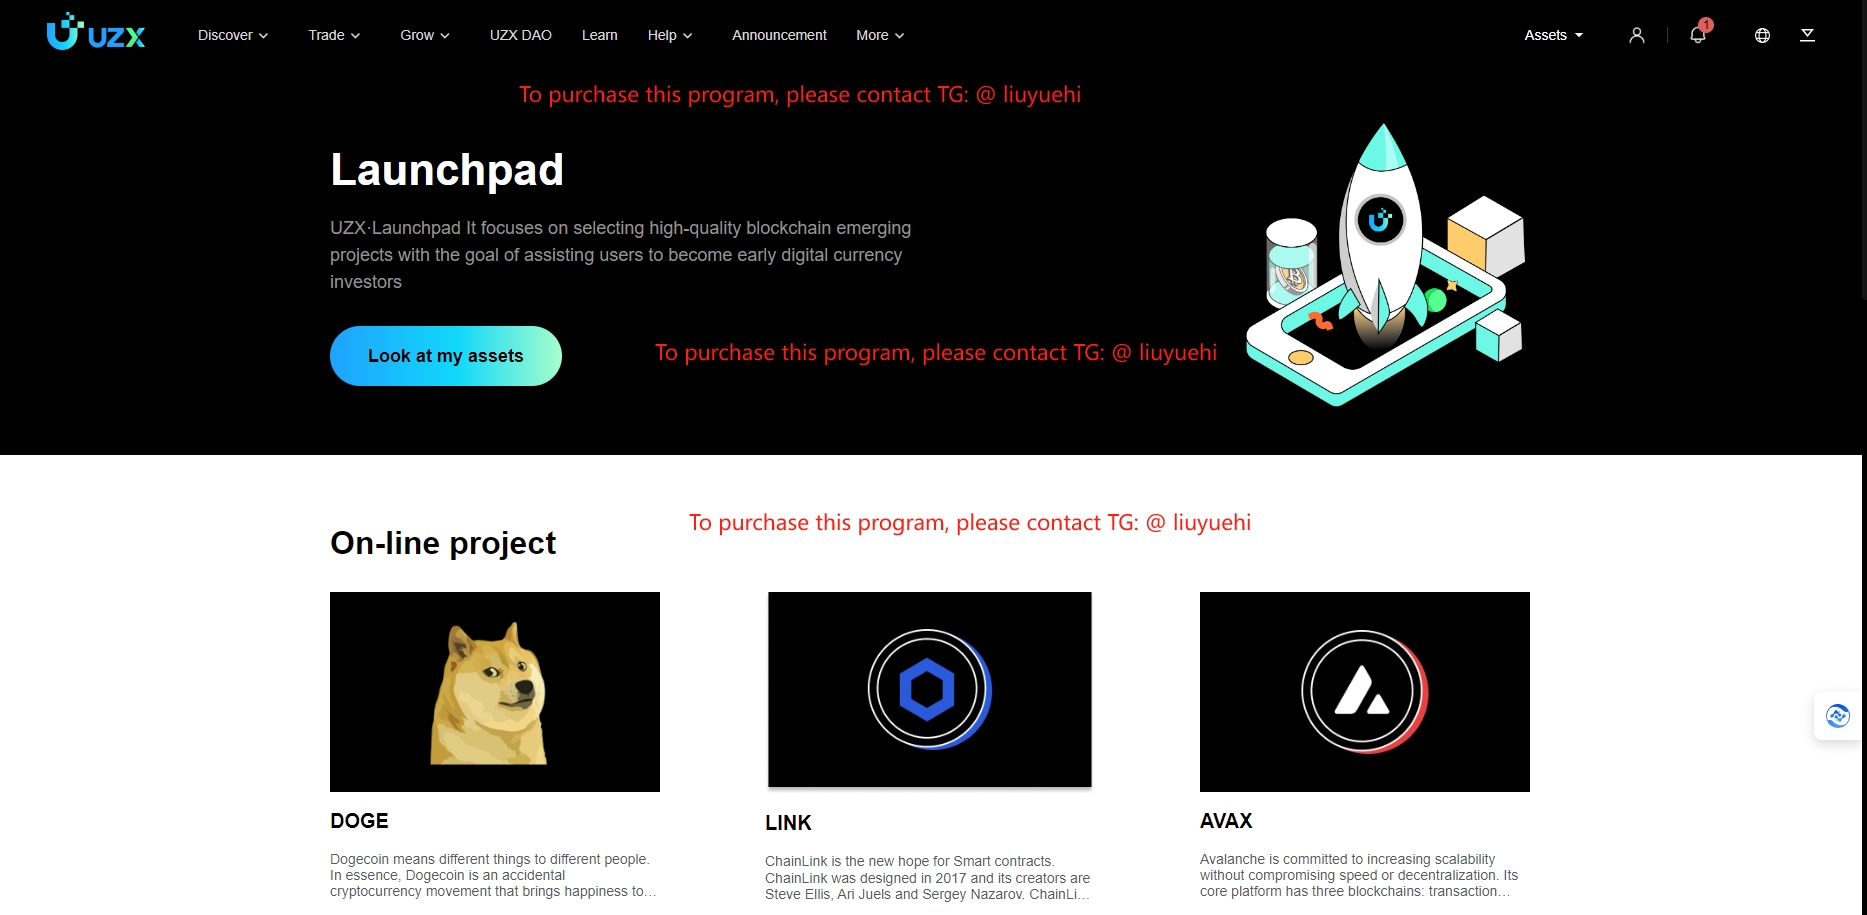 UZX
Discover
Trade
Grow
UZX DAO
Learn
Help
Announcement
More
Assets
1
To purchase this program, please contact TG: @ liuyuehi
Launchpad
UZX·Launchpad It focuses on selecting high-quality blockchain emerging
projects with the goal of assisting users to become early digital currency
investors
Look at my assets
To purchase this program, please contact TG: @ liuyuehi
To purchase this program, please contact TG: @ liuyuehi
On-line project
DOGE
Dogecoin means different things to different people.
In essence, Dogecoin is an accidental
cryptocurrency movement that brings happiness to…
LINK
ChainLink is the new hope for Smart contracts.
ChainLink was designed in 2017 and its creators are
Steve Ellis, Ari Juels and Sergey Nazarov. ChainLi…
AVAX
Avalanche is committed to increasing scalability
without compromising speed or decentralization. Its
core platform has three blockchains: transaction…